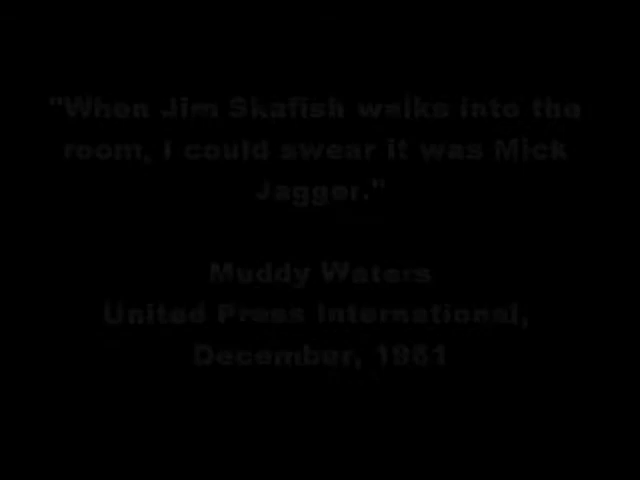 "When Jim Skafish walks into the
room, I could swear it was Mick
Jagger."
Muddy Waters
United Press International,
December, 1981